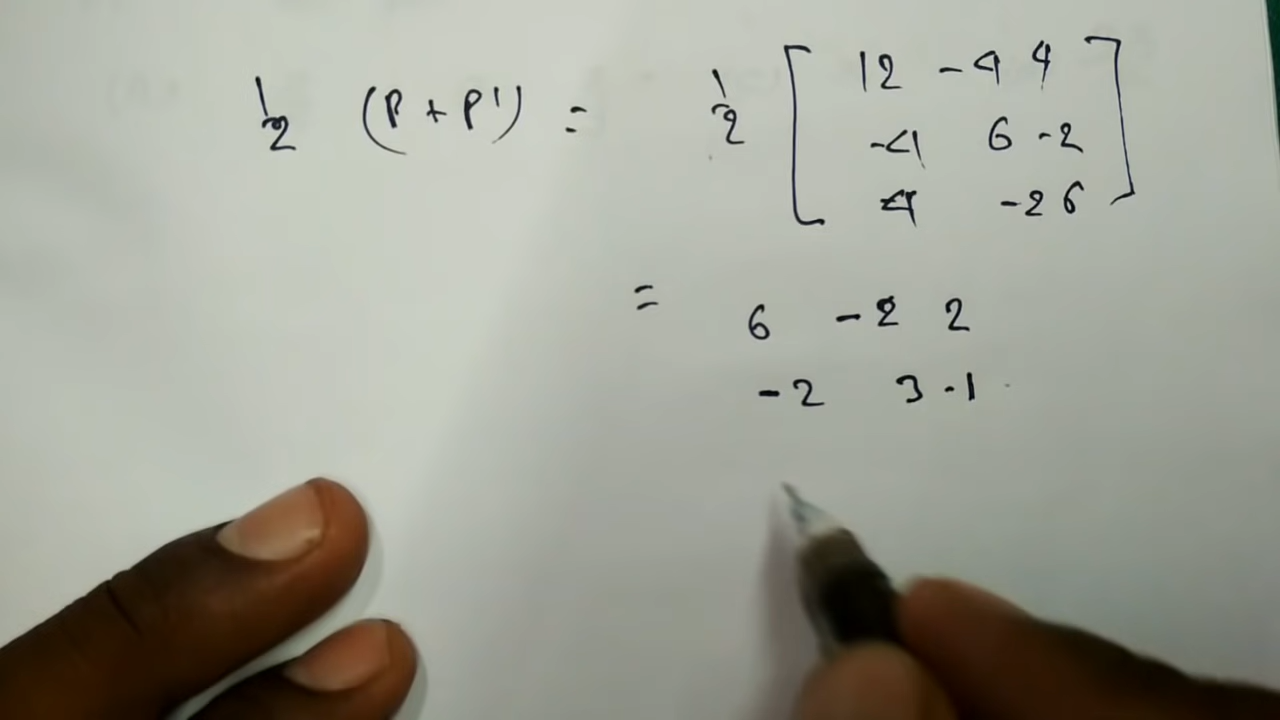 1/2 (P + P') = 1/2 [ 12 -4 4
-4 6 -2
4 -2 6 ]
= 6 -2 2
-2 3 -1